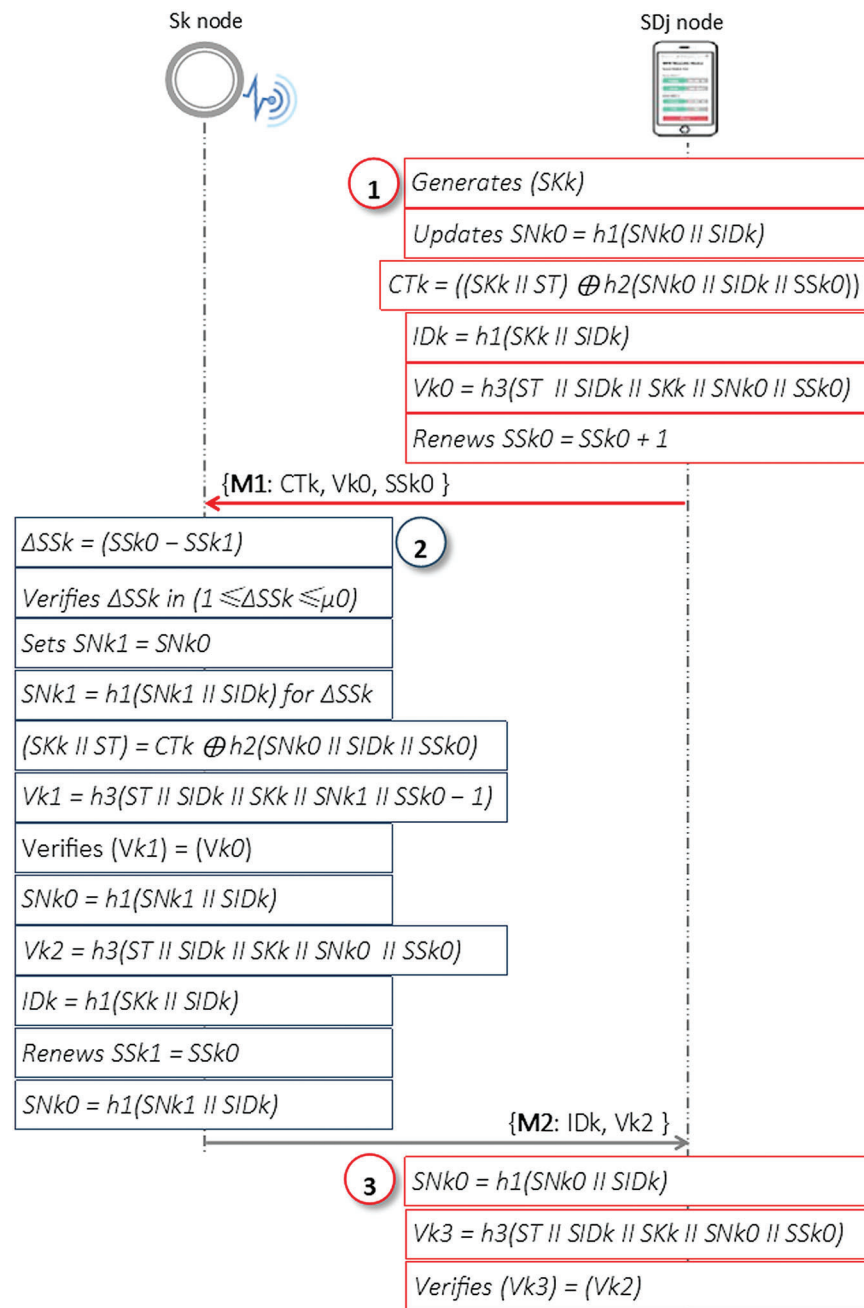 Sk node
SDj node
1
Generates (SKk)
Updates SNk0 = h1(SNk0 II SIDk)
CTk = ((SKk II ST) ⊕ h2(SNk0 II SIDk II SSk0))
IDk = h1(SKk II SIDk)
Vk0 = h3(ST II SIDk II SKk II SNk0 II SSk0)
Renews SSk0 = SSk0 + 1
{M1: CTk, Vk0, SSk0 }
2
ΔSSk = (SSk0 – SSk1)
Verifies ΔSSk in (1 ⩽ΔSSk ⩽μ0)
Sets SNk1 = SNk0
SNk1 = h1(SNk1 II SIDk) for ΔSSk
(SKk II ST) = CTk ⊕ h2(SNk0 II SIDk II SSk0)
Vk1 = h3(ST II SIDk II SKk II SNk1 II SSk0 – 1)
Verifies (Vk1) = (Vk0)
SNk0 = h1(SNk1 II SIDk)
Vk2 = h3(ST II SIDk II SKk II SNk0 II SSk0)
IDk = h1(SKk II SIDk)
Renews SSk1 = SSk0
SNk0 = h1(SNk1 II SIDk)
{M2: IDk, Vk2 }
3
SNk0 = h1(SNk0 II SIDk)
Vk3 = h3(ST II SIDk II SKk II SNk0 II SSk0)
Verifies (Vk3) = (Vk2)